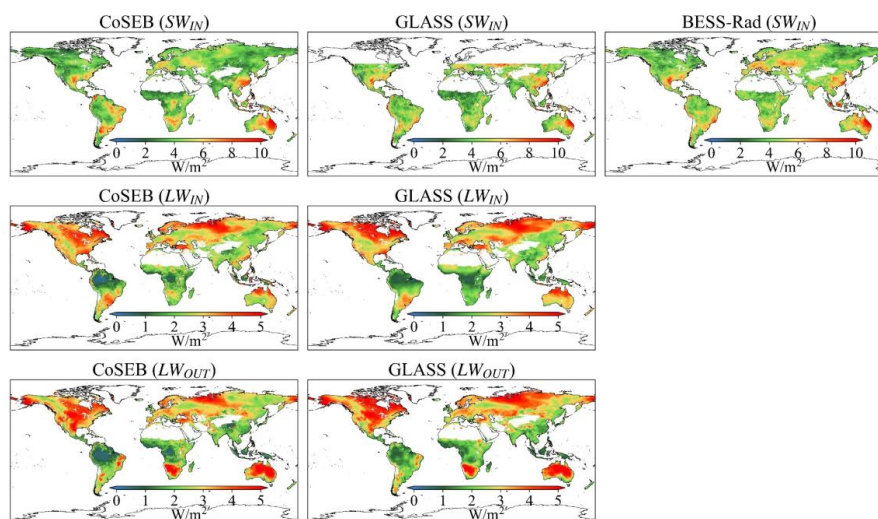 CoSEB (SW_IN) GLASS (SW_IN) BESS-Rad (SW_IN)
0 2 4 6 8 10 0 2 4 6 8 10 0 2 4 6 8 10
W/m² W/m² W/m²
CoSEB (LW_IN) GLASS (LW_IN)
0 1 2 3 4 5 0 1 2 3 4 5
W/m² W/m²
CoSEB (LW_OUT) GLASS (LW_OUT)
0 1 2 3 4 5 0 1 2 3 4 5
W/m² W/m²